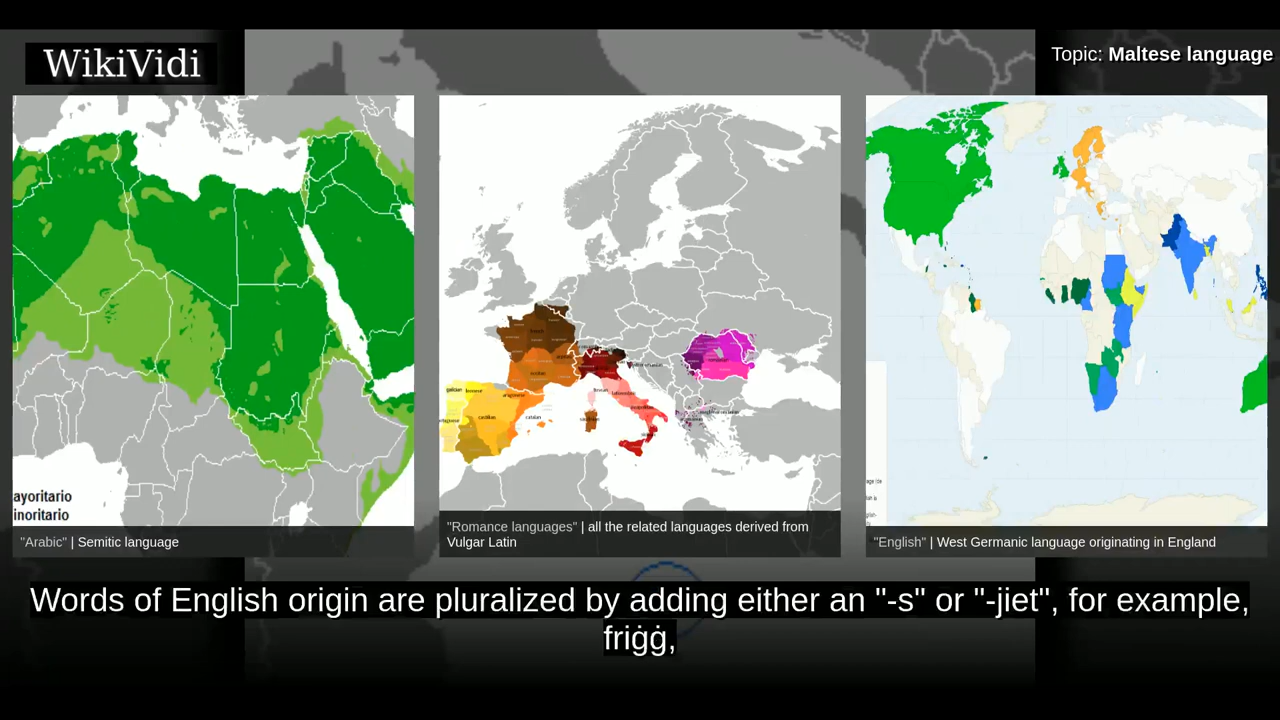 WikiVidi
Topic: Maltese language
ayoritario
inoritario
"Arabic" | Semitic language
"Romance languages" | all the related languages derived from
Vulgar Latin
"English" | West Germanic language originating in England
Words of English origin are pluralized by adding either an "-s" or "-jiet", for example,
friġġ,